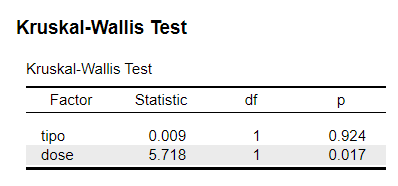 Kruskal-Wallis Test
Kruskal-Wallis Test
Factor Statistic df p
tipo 0.009 1 0.924
dose 5.718 1 0.017